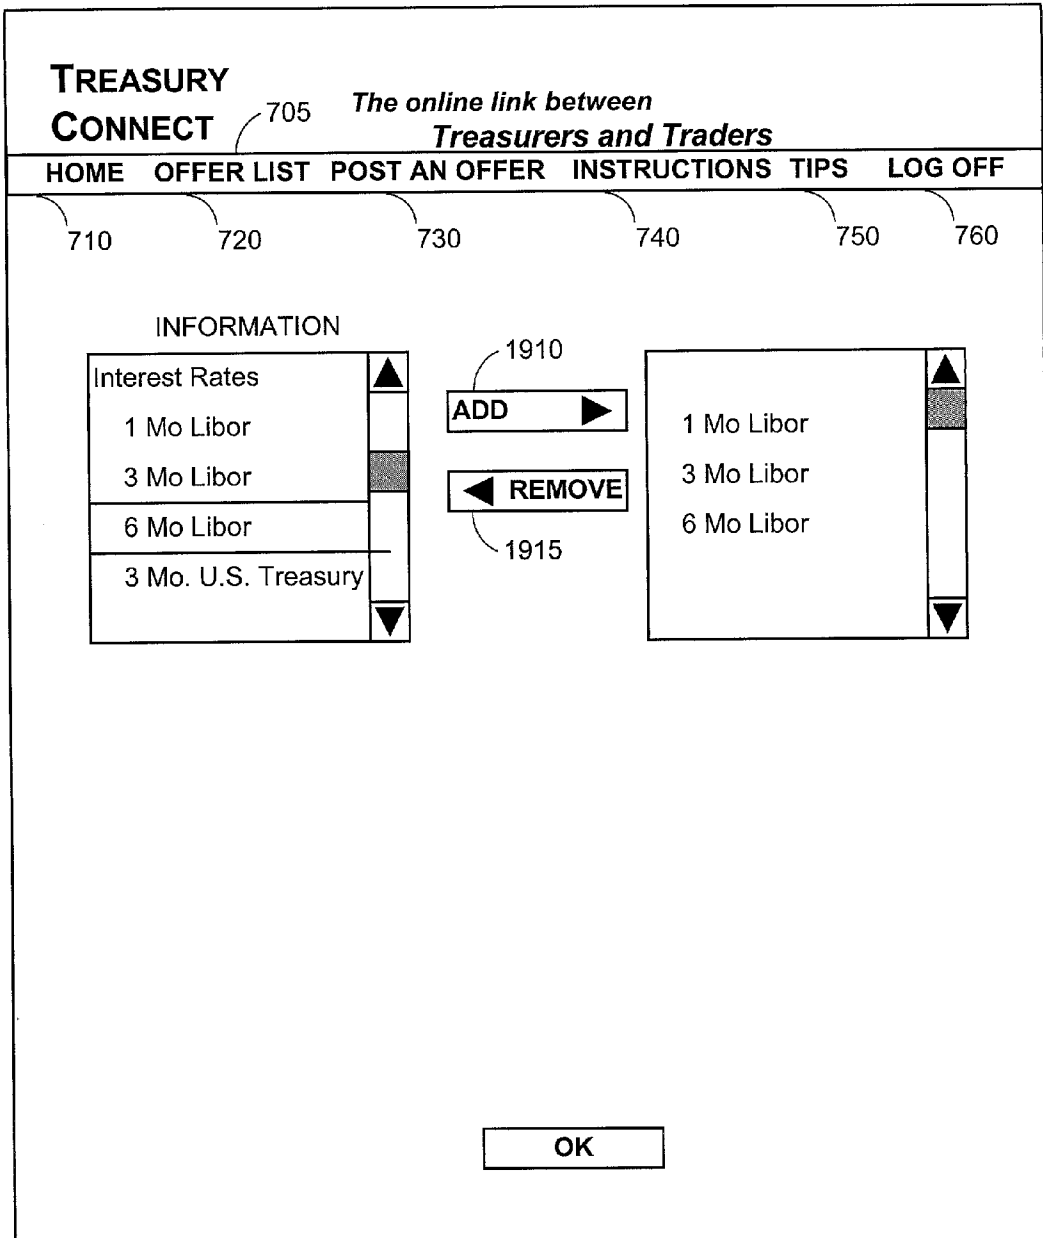 TREASURY
CONNECT
705
The online link between
Treasurers and Traders
HOME OFFER LIST POST AN OFFER INSTRUCTIONS TIPS LOG OFF
710 720 730 740 750 760
INFORMATION
Interest Rates
1 Mo Libor
3 Mo Libor
6 Mo Libor
3 Mo. U.S. Treasury
1910
ADD
REMOVE
1915
1 Mo Libor
3 Mo Libor
6 Mo Libor
OK